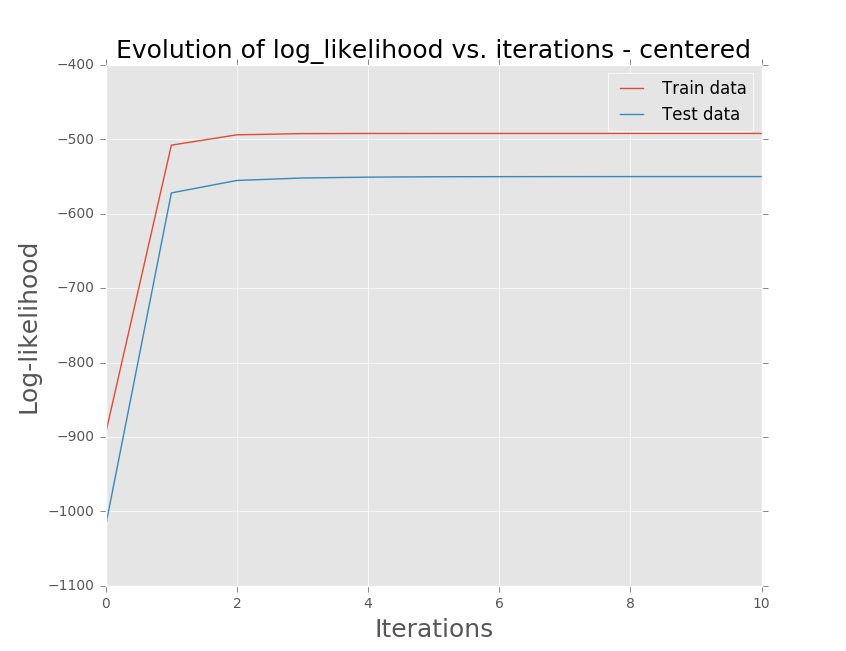 Evolution of log_likelihood vs. iterations - centered
Train data
Test data
Log-likelihood
−400
−500
−600
−700
−800
−900
−1000
−1100
0 2 4 6 8 10
Iterations